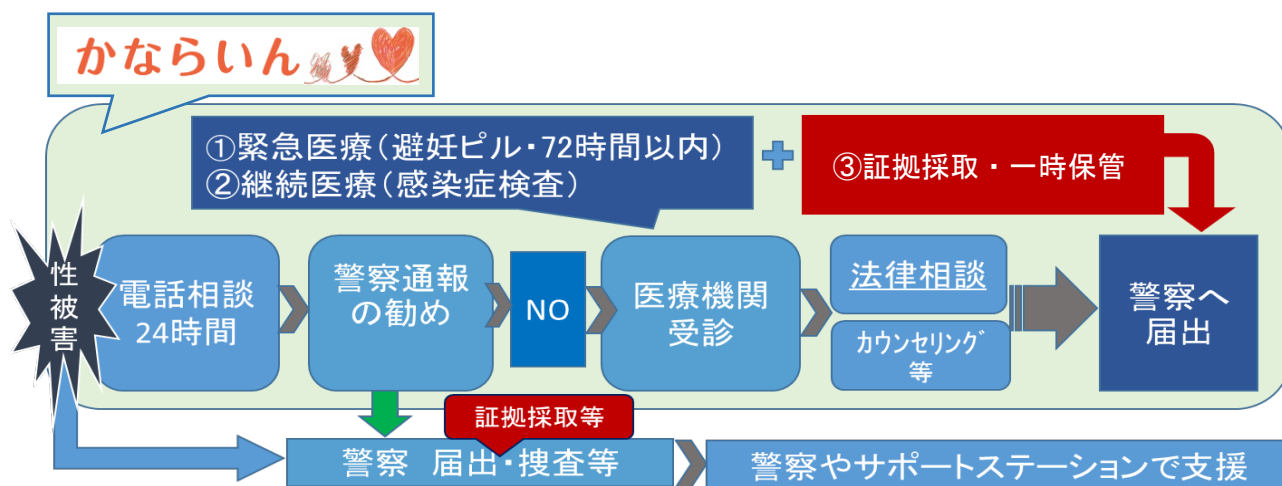 かならいん
①緊急医療(避妊ピル・72時間以内)
②継続医療(感染症検査)
③証拠採取・一時保管
性
被
害
電話相談
24時間
警察通報
の勧め
NO
医療機関
受診
法律相談
ｶｳﾝｾﾘﾝｸﾞ
等
警察へ
届出
証拠採取等
警察 届出・捜査等
警察やサポートステーションで支援